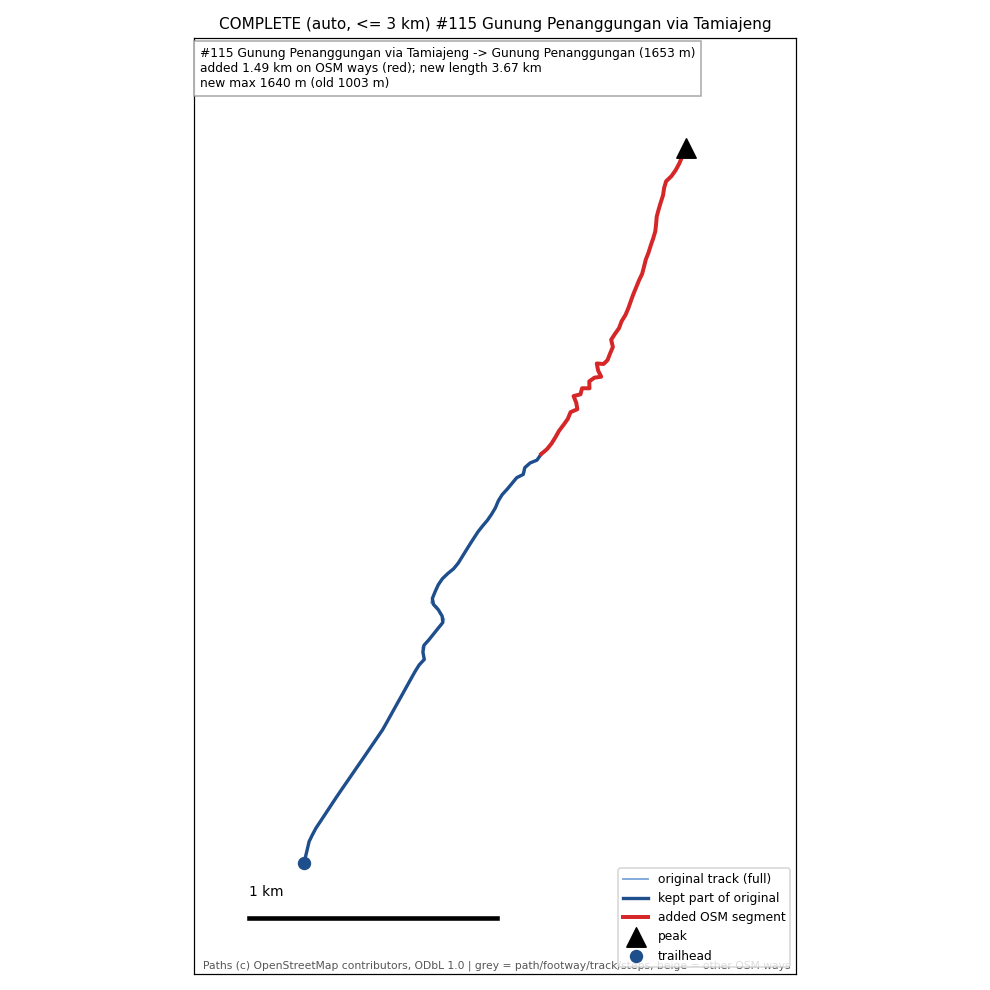 COMPLETE (auto, <= 3 km) #115 Gunung Penanggungan via Tamiajeng
#115 Gunung Penanggungan via Tamiajeng -> Gunung Penanggungan (1653 m)
added 1.49 km on OSM ways (red); new length 3.67 km
new max 1640 m (old 1003 m)
1 km
original track (full)
kept part of original
added OSM segment
peak
trailhead
Paths (c) OpenStreetMap contributors, ODbL 1.0 | grey = path/footway/track/steps, beige = other OSM ways